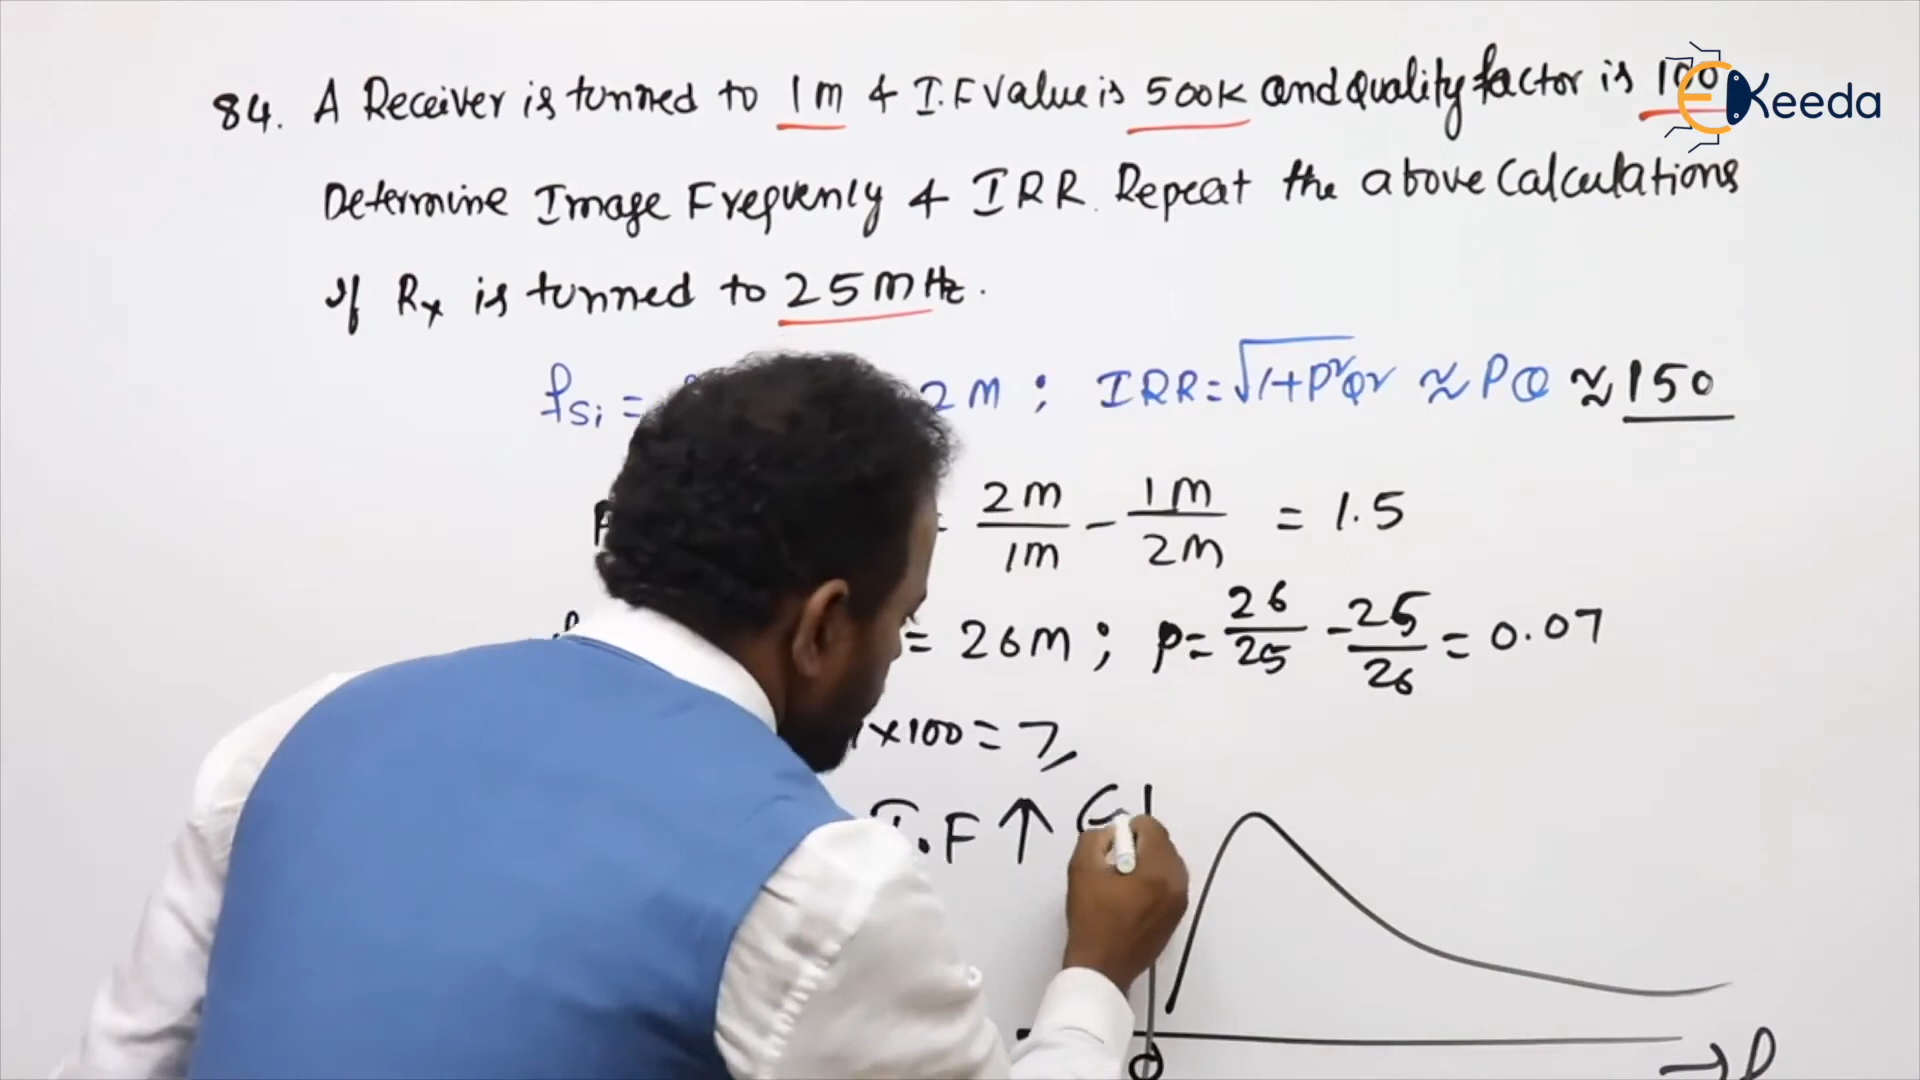 84. A Receiver is tunned to 1m & I.F Value is 500K and quality factor is 100
Keeda
Determine Image Frequenly & IRR. Repeat the above Calculations
if Rx is tunned to 25mHz.
fsi = 2m ; IRR = √1+P²Q² ≈ PQ ≈ 150
2m/1m - 1m/2m = 1.5
= 26m ; P = 26/25 - 25/26 = 0.07
x100 = 7,
I.F ↑
0
→ f